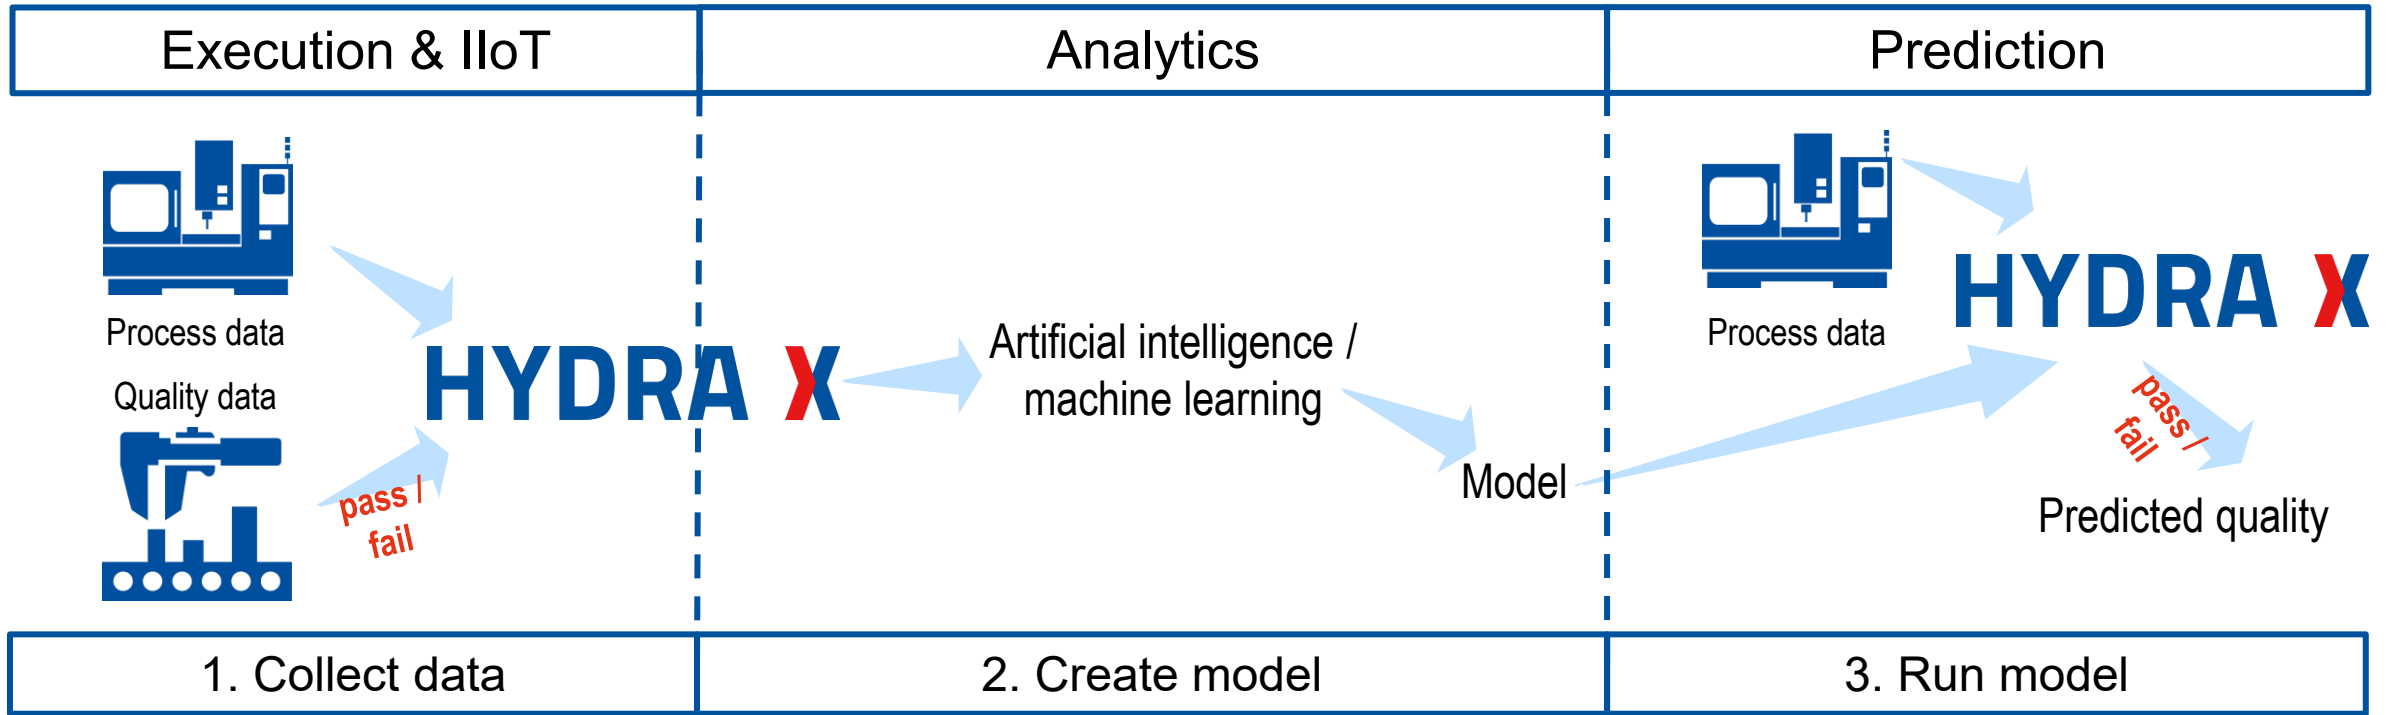 Execution & IIoT
Analytics
Prediction
Process data
Quality data
pass /
fail
HYDRA X
Artificial intelligence /
machine learning
Model
Process data
HYDRA X
pass /
fail
Predicted quality
1. Collect data
2. Create model
3. Run model